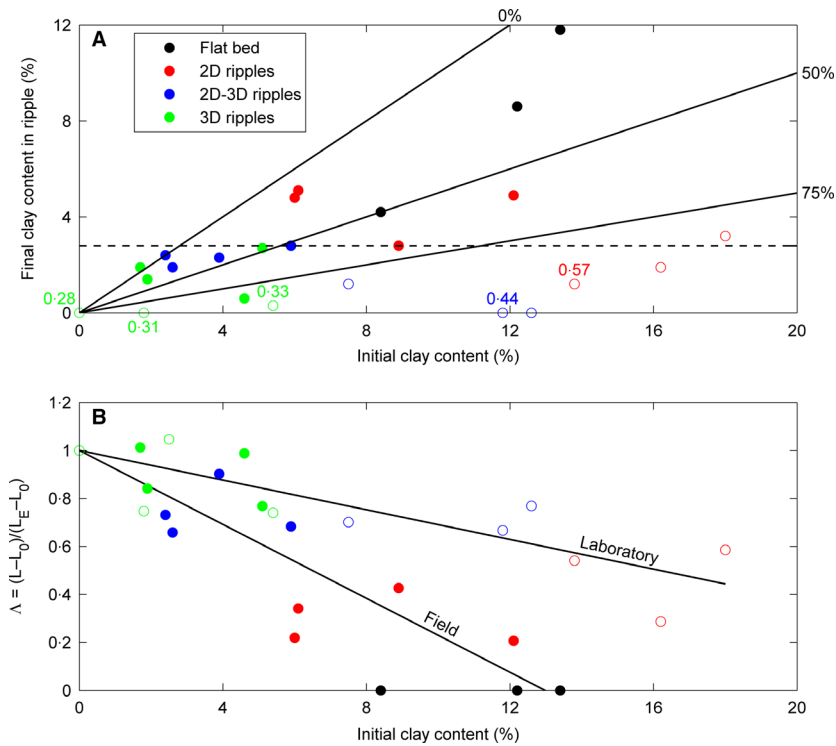 A
Flat bed
2D ripples
2D-3D ripples
3D ripples
0%
50%
75%
Final clay content in ripple (%)
12
8
4
0
0·28
0·31
0·33
0·44
0·57
0 4 8 12 16 20
Initial clay content (%)
B
Λ = (L–L₀)/(L_E–L₀)
1·2
1
0·8
0·6
0·4
0·2
0
Laboratory
Field
0 4 8 12 16 20
Initial clay content (%)